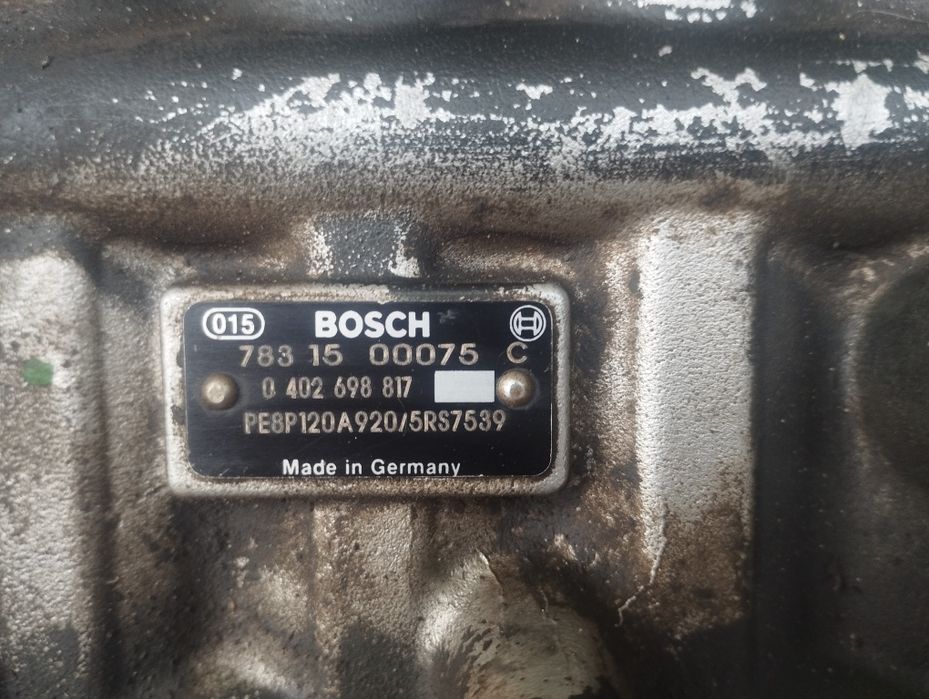 015 BOSCH
783 15 00075 C
0 402 698 817
PE8P120A920/5RS7539
Made in Germany